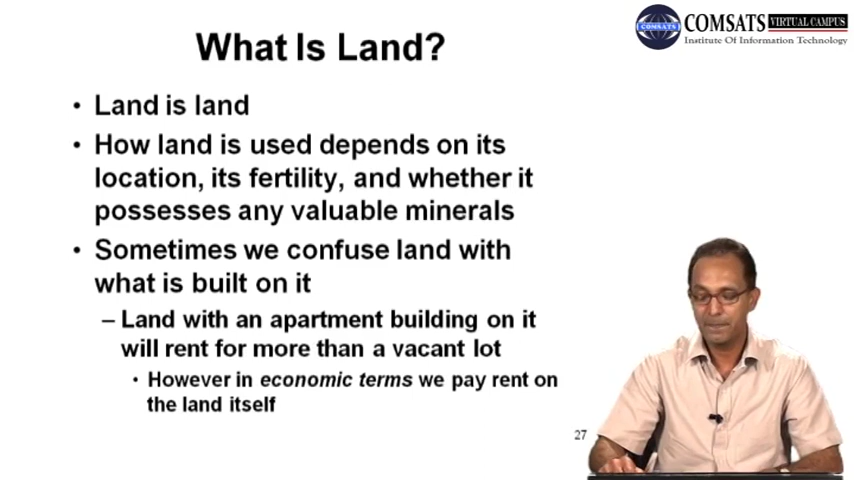 COMSATS VIRTUAL CAMPUS
Institute Of Information Technology
COMSATS
What Is Land?
• Land is land
• How land is used depends on its
location, its fertility, and whether it
possesses any valuable minerals
• Sometimes we confuse land with
what is built on it
– Land with an apartment building on it
will rent for more than a vacant lot
• However in economic terms we pay rent on
the land itself
27